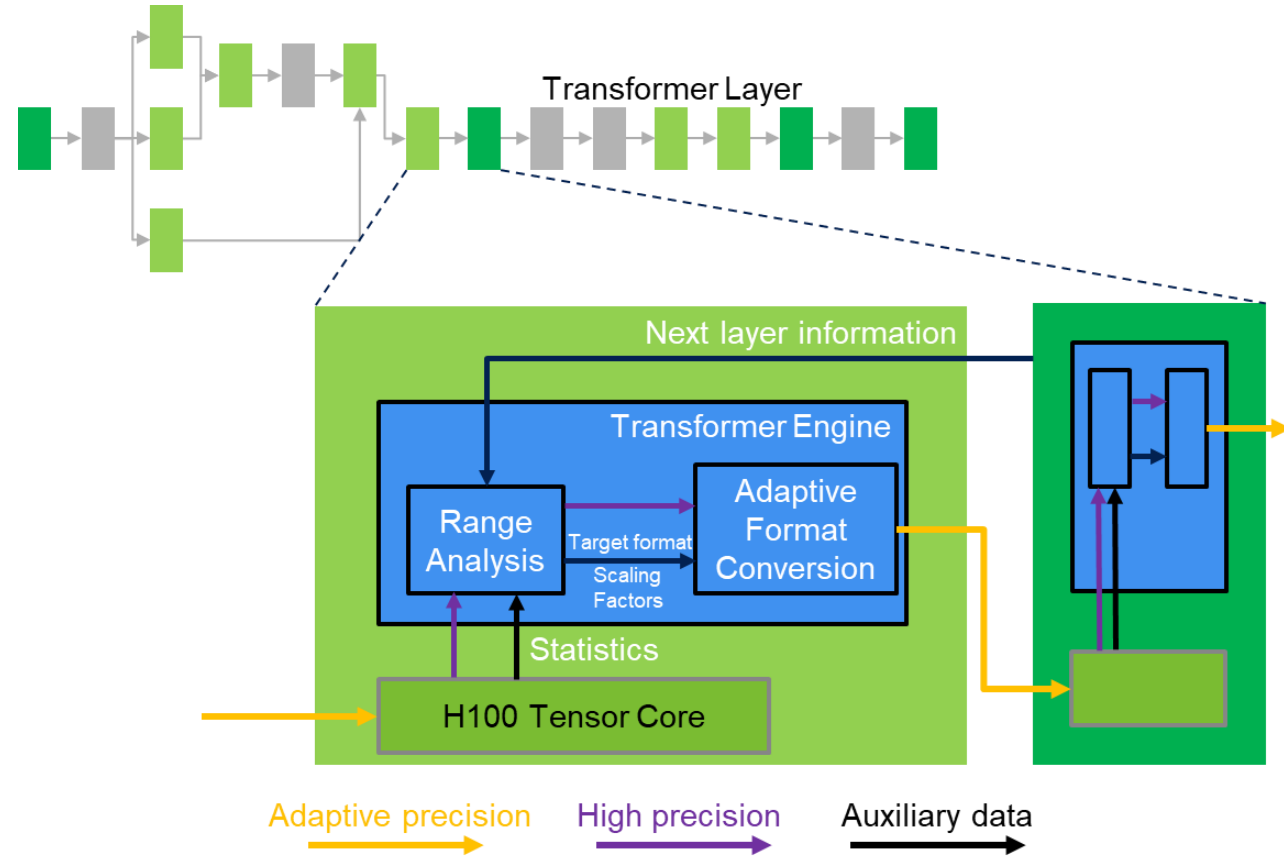 Transformer Layer
Next layer information
Transformer Engine
Range
Analysis
Target format
Scaling
Factors
Adaptive
Format
Conversion
Statistics
H100 Tensor Core
Adaptive precision
High precision
Auxiliary data